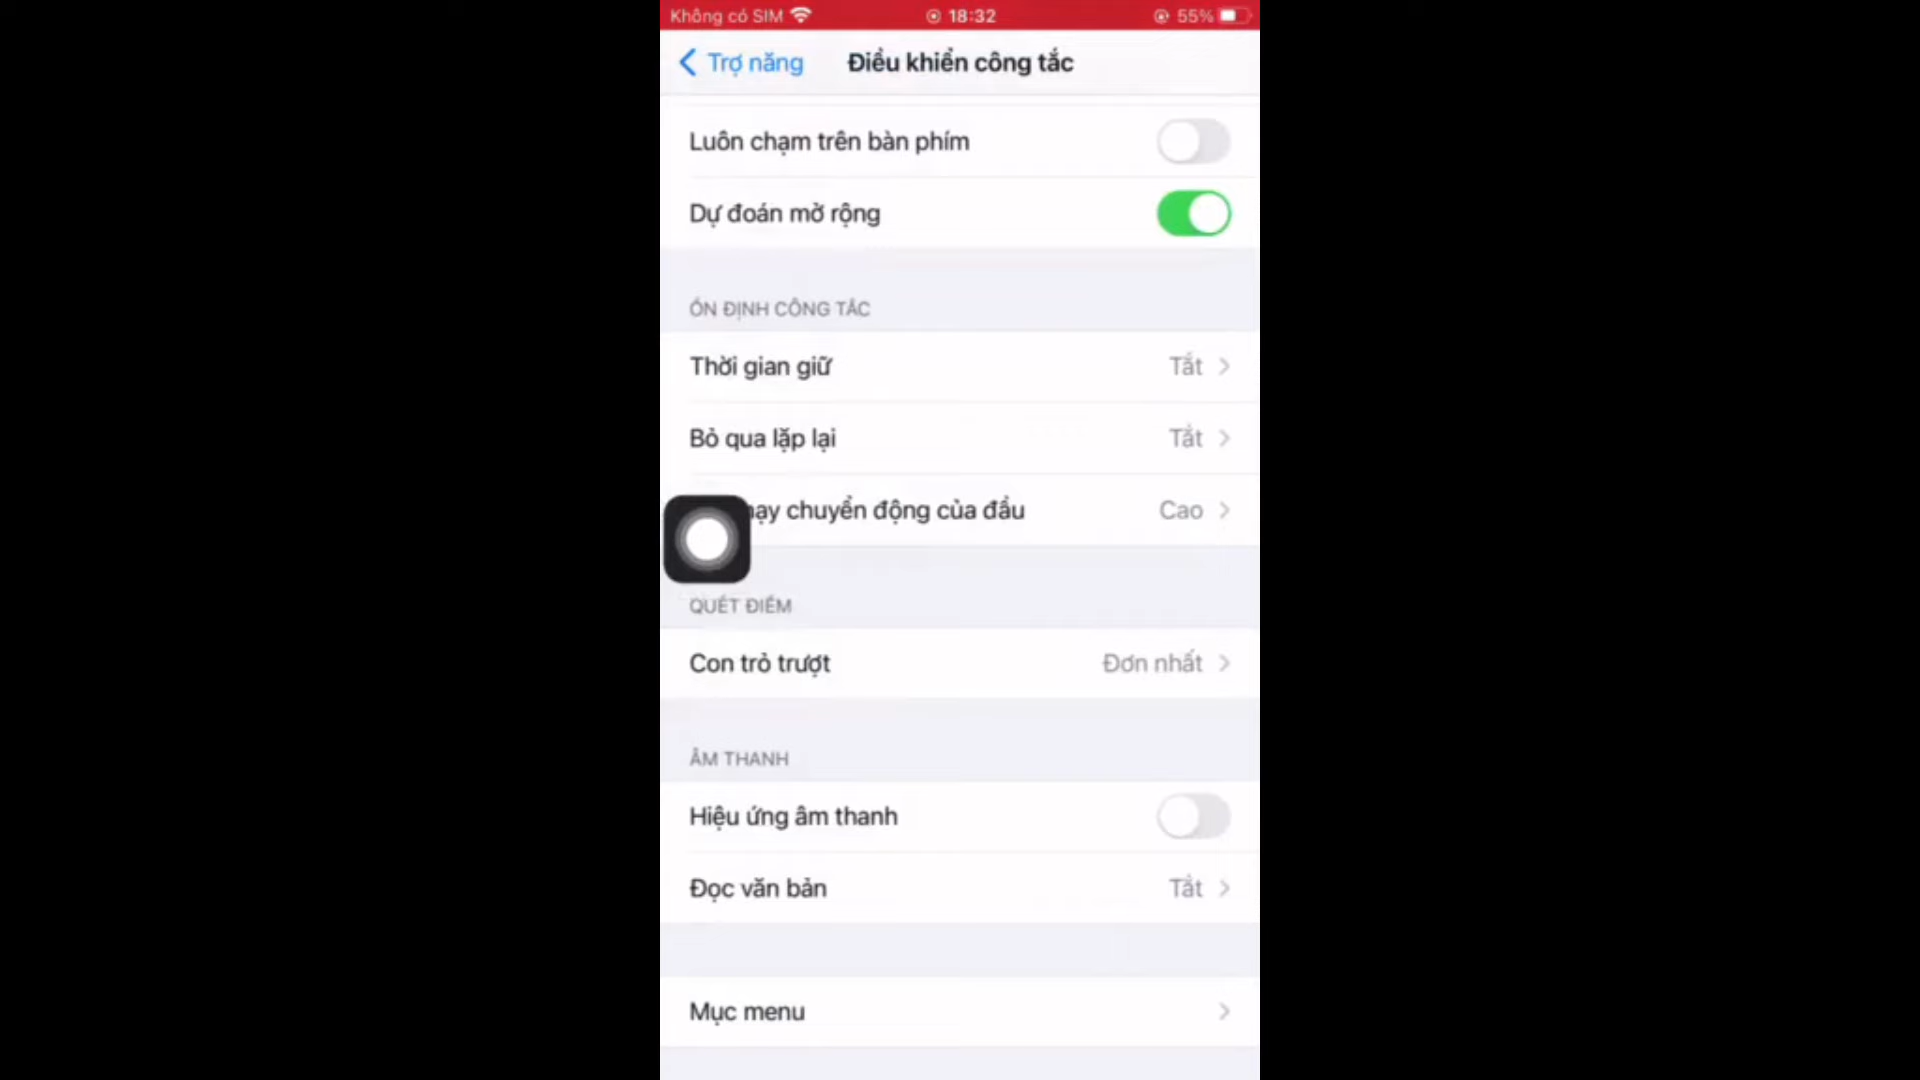 Không có SIM 18:32 55%
Trợ năng Điều khiển công tắc
Luôn chạm trên bàn phím
Dự đoán mở rộng
ỔN ĐỊNH CÔNG TẮC
Thời gian giữ Tắt
Bỏ qua lặp lại Tắt
chuyển động của đầu Cao
QUÉT ĐIỂM
Con trỏ trượt Đơn nhất
ÂM THANH
Hiệu ứng âm thanh
Đọc văn bản Tắt
Mục menu